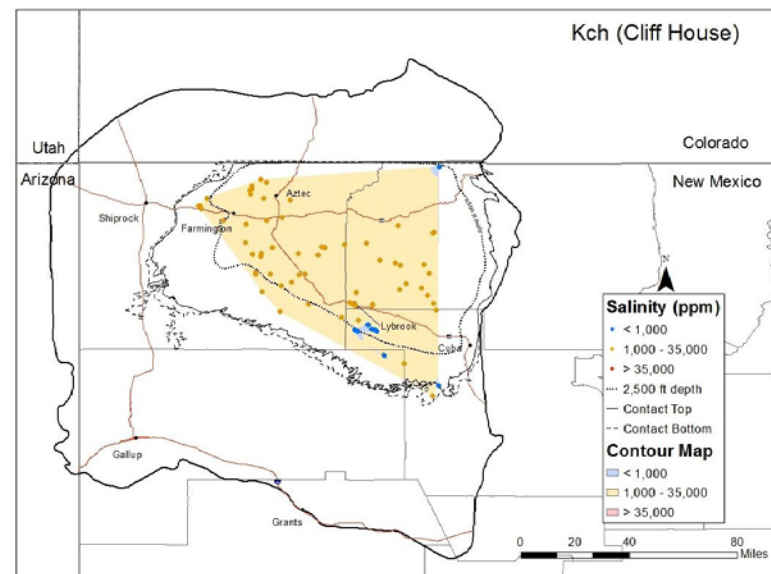 Kch (Cliff House)
Utah
Colorado
Arizona
New Mexico
Aztec
Shiprock
Farmington
N
Salinity (ppm)
< 1,000
1,000 - 35,000
> 35,000
2,500 ft depth
Contact Top
Contact Bottom
Lybrook
Cuba
Contour Map
< 1,000
1,000 - 35,000
> 35,000
Gallup
Grants
0 20 40 60 80
Miles